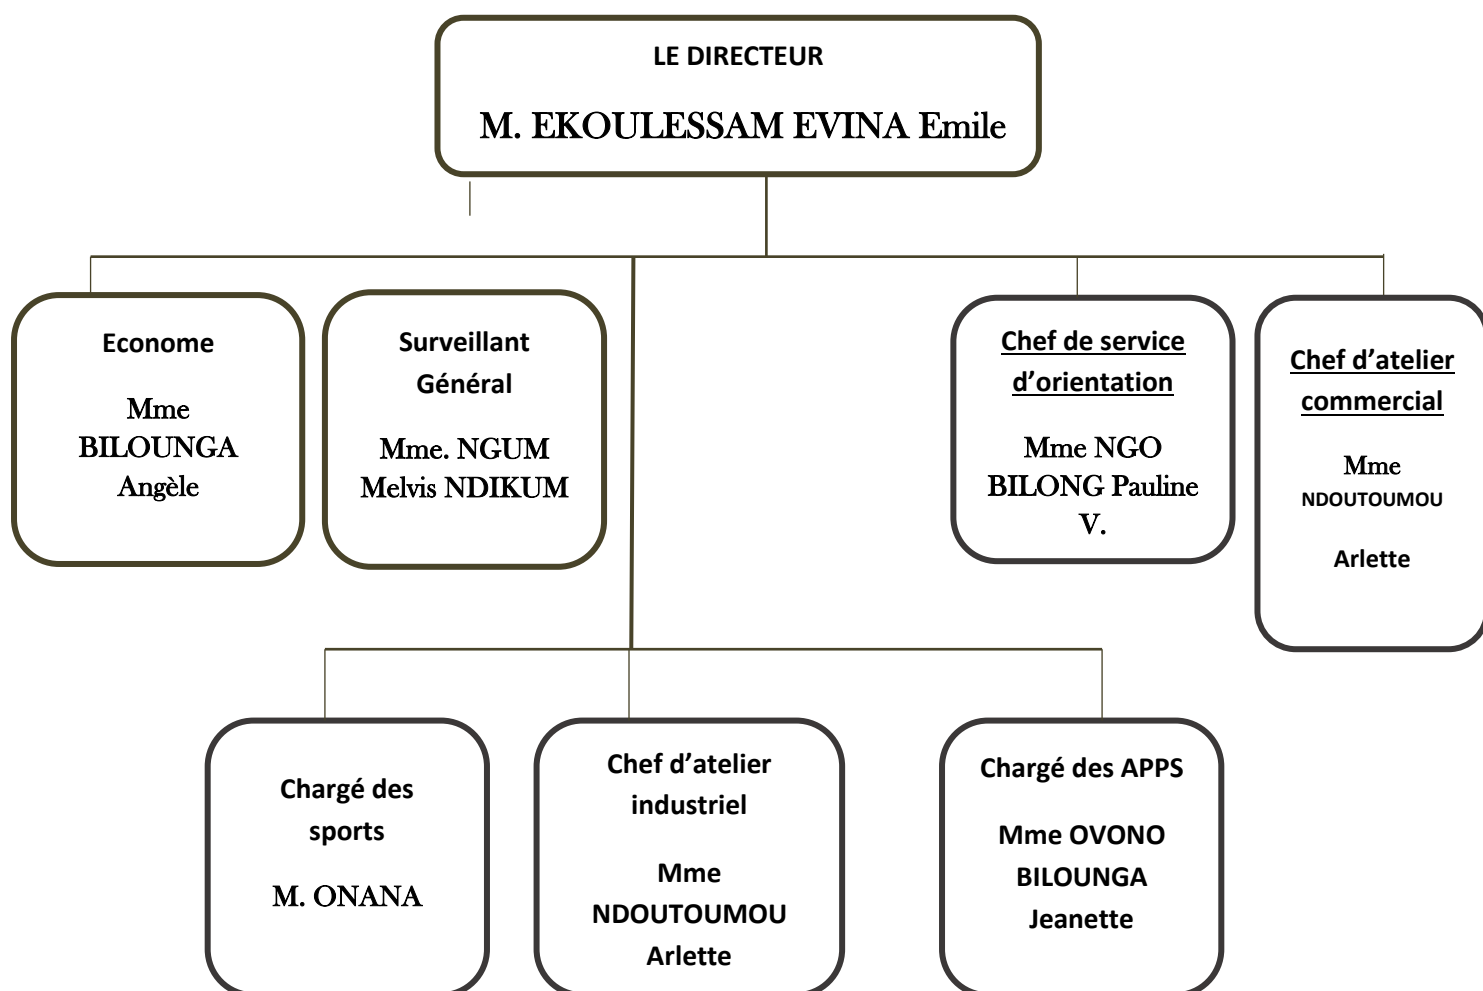 LE DIRECTEUR
M. EKOULESSAM EVINA Emile
Econome
Mme
BILOUNGA
Angèle
Surveillant
Général
Mme. NGUM
Melvis NDIKUM
Chef de service
d’orientation
Mme NGO
BILONG Pauline
V.
Chef d’atelier
commercial
Mme
NDOUTOUMOU
Arlette
Chargé des
sports
M. ONANA
Chef d’atelier
industriel
Mme
NDOUTOUMOU
Arlette
Chargé des APPS
Mme OVONO
BILOUNGA
Jeanette